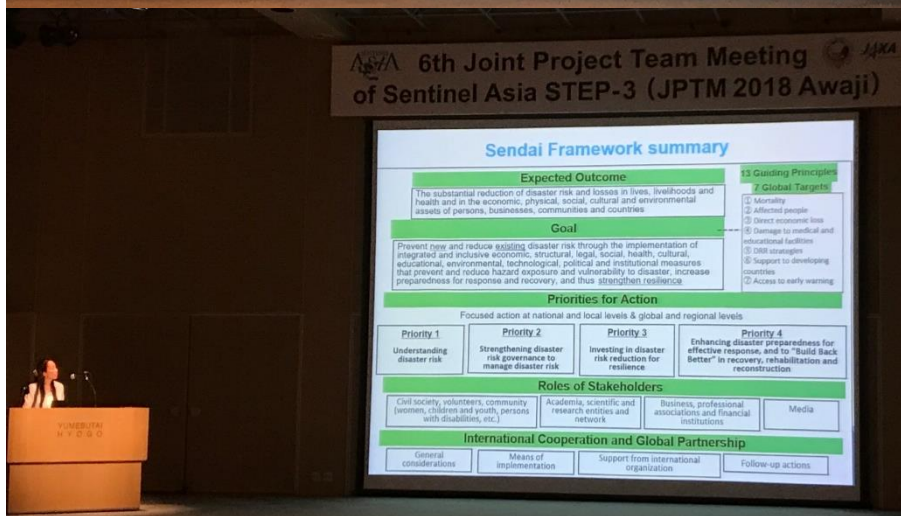 ASIA 6th Joint Project Team Meeting JAXA
of Sentinel Asia STEP-3 (JPTM 2018 Awaji)
Sendai Framework summary
Expected Outcome
The substantial reduction of disaster risk and losses in lives, livelihoods and
health and in the economic, physical, social, cultural and environmental
assets of persons, businesses, communities and countries
Goal
Prevent new and reduce existing disaster risk through the implementation of
integrated and inclusive economic, structural, legal, social, health, cultural,
educational, environmental, technological, political and institutional measures
that prevent and reduce hazard exposure and vulnerability to disaster, increase
preparedness for response and recovery, and thus strengthen resilience
13 Guiding Principles
7 Global Targets
① Mortality
② Affected people
③ Direct economic loss
④ Damage to medical and
educational facilities
⑤ DRR strategies
⑥ Support to developing
countries
⑦ Access to early warning
Priorities for Action
Focused action at national and local levels & global and regional levels
Priority 1
Understanding
disaster risk
Priority 2
Strengthening disaster
risk governance to
manage disaster risk
Priority 3
Investing in disaster
risk reduction for
resilience
Priority 4
Enhancing disaster preparedness for
effective response, and to "Build Back
Better" in recovery, rehabilitation and
reconstruction
Roles of Stakeholders
Civil society, volunteers, community
(women, children and youth, persons
with disabilities, etc.)
Academia, scientific and
research entities and
network
Business, professional
associations and financial
institutions
Media
International Cooperation and Global Partnership
General
considerations
Means of
implementation
Support from international
organization
Follow-up actions
YUMEBUTAI
HYOGO